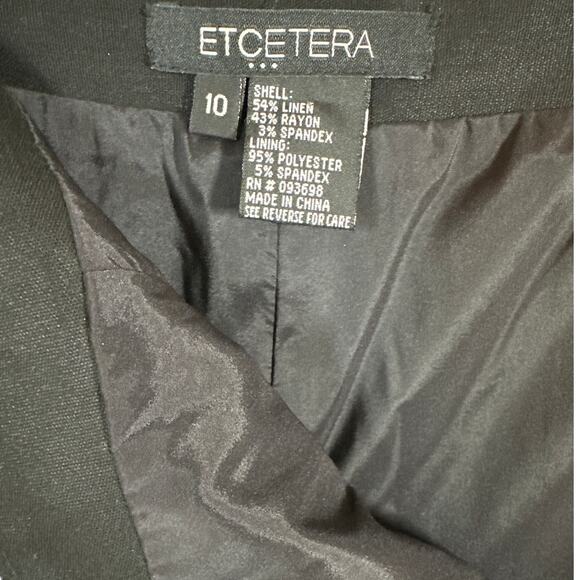 ETCETERA
10
SHELL:
54% LINEN
43% RAYON
3% SPANDEX
LINING:
95% POLYESTER
5% SPANDEX
RN # 093698
MADE IN CHINA
SEE REVERSE FOR CARE